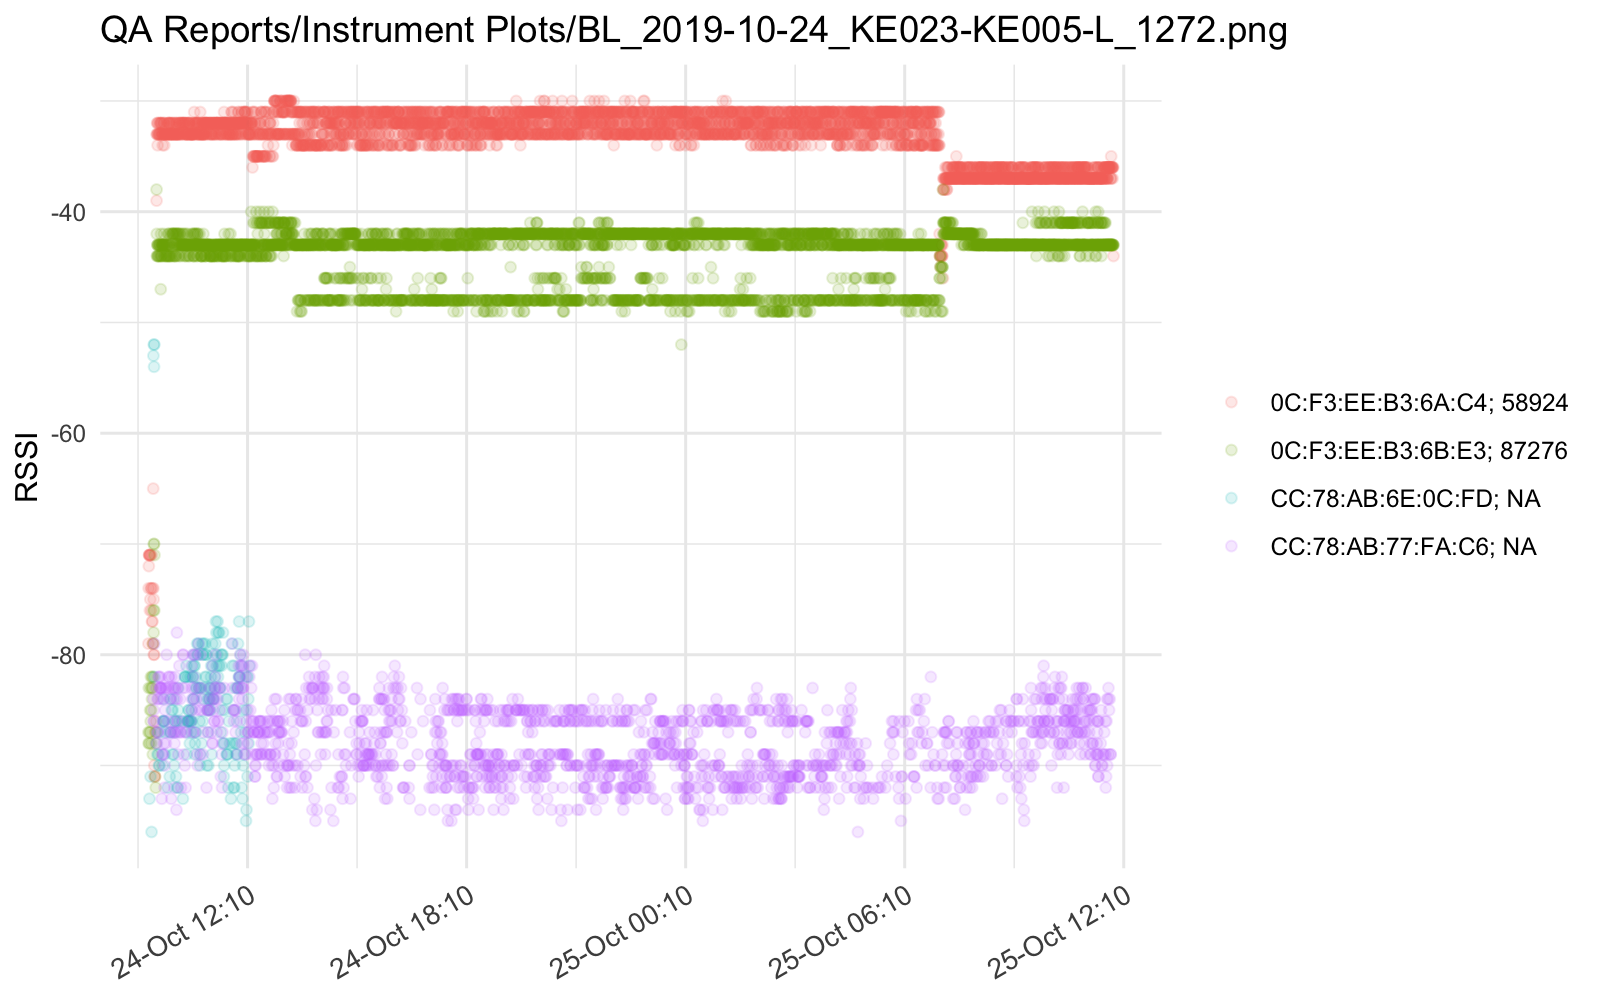 QA Reports/Instrument Plots/BL_2019-10-24_KE023-KE005-L_1272.png
RSSI
-40
-60
-80
24-Oct 12:10
24-Oct 18:10
25-Oct 00:10
25-Oct 06:10
25-Oct 12:10
0C:F3:EE:B3:6A:C4; 58924
0C:F3:EE:B3:6B:E3; 87276
CC:78:AB:6E:0C:FD; NA
CC:78:AB:77:FA:C6; NA